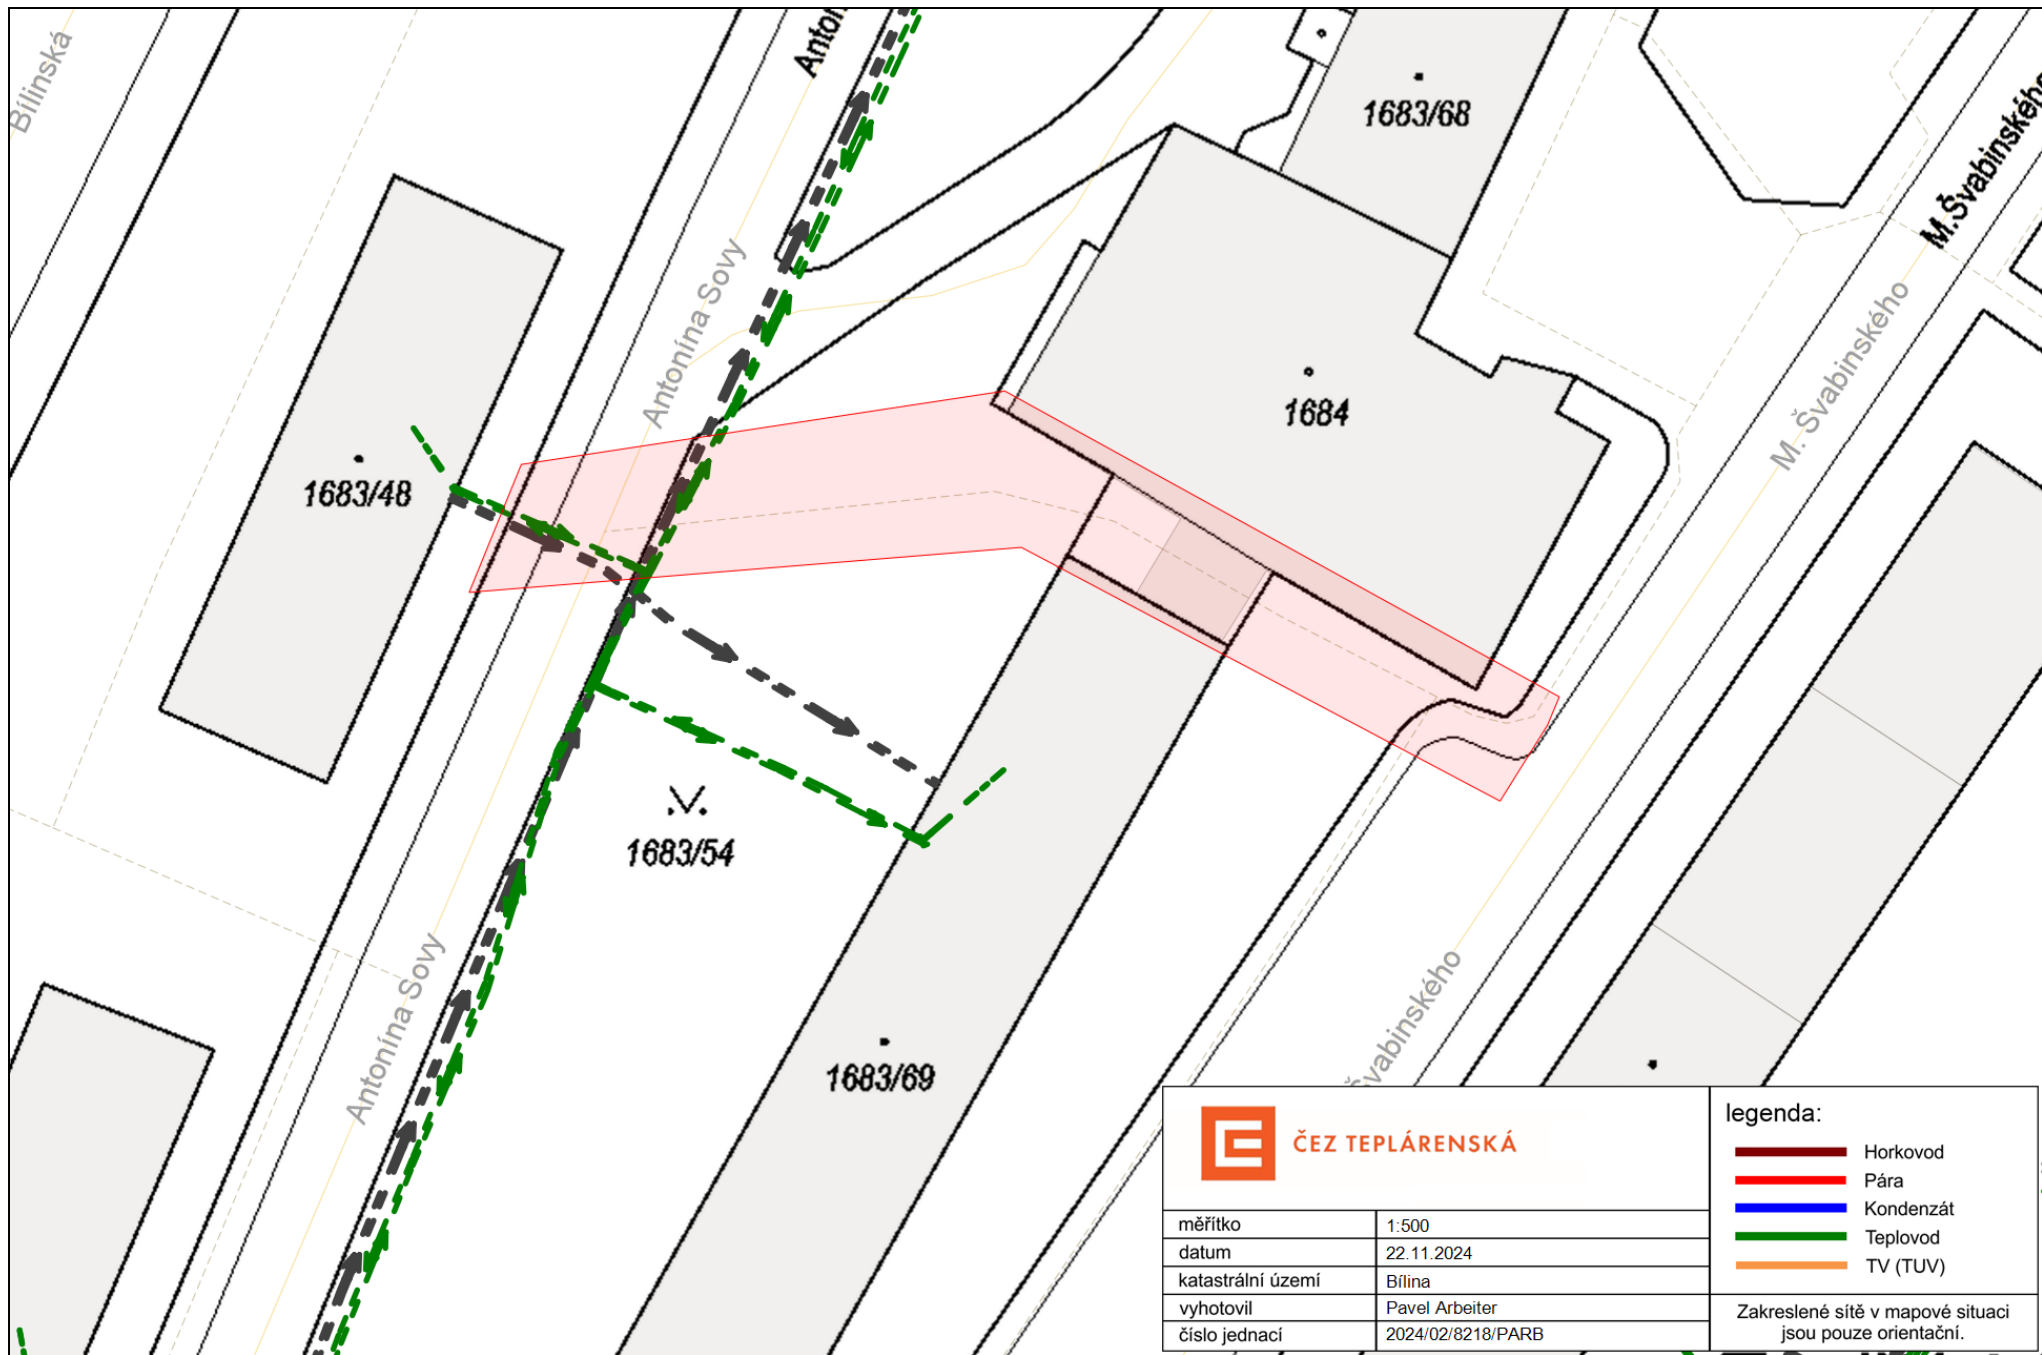 Bílinská
Antonína Sovy
1683/68
M.Švabinského
1684
M. Švabinského
1683/48
1683/54
Antonína Sovy
1683/69
Švabinského
ČEZ TEPLÁRENSKÁ
měřítko 1:500
datum 22.11.2024
katastrální území Bílina
vyhotovil Pavel Arbeiter
číslo jednací 2024/02/8218/PARB
legenda:
Horkovod
Pára
Kondenzát
Teplovod
TV (TUV)
Zakreslené sítě v mapové situaci
jsou pouze orientační.